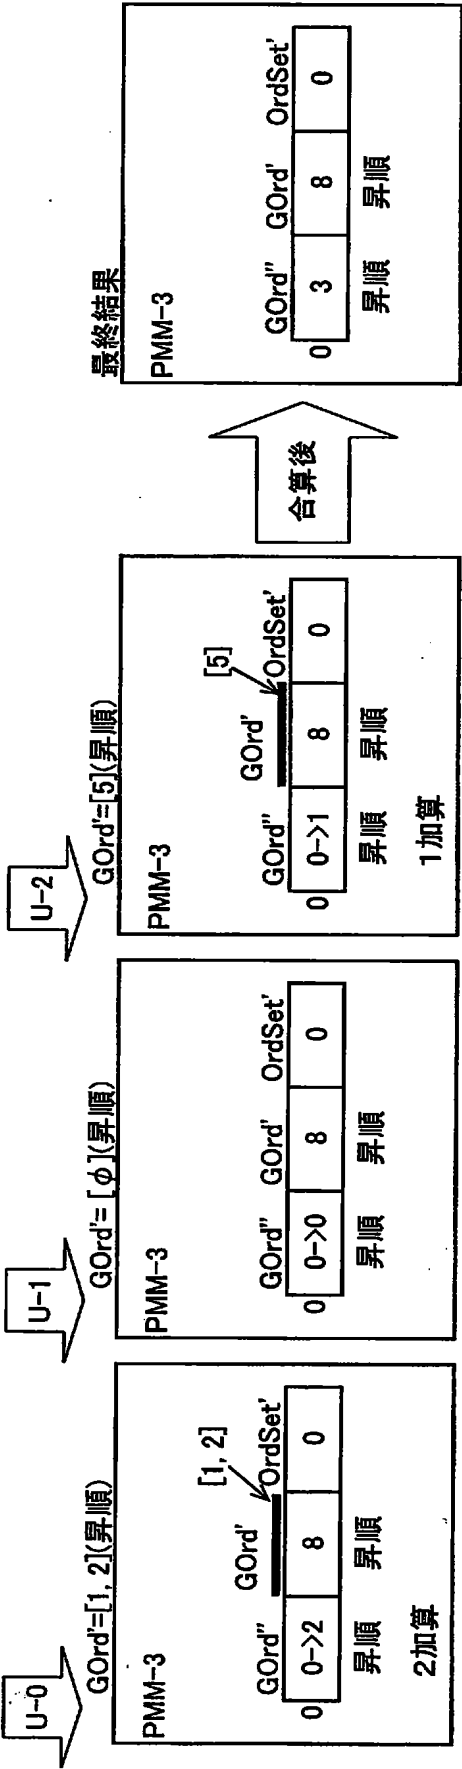 U-0
GOrd'=[1, 2](昇順)
PMM-3
[1, 2]
GOrd'' GOrd' OrdSet'
0 0->2 8 0
昇順 昇順
2加算
U-1
GOrd'=[φ](昇順)
PMM-3
GOrd'' GOrd' OrdSet'
0 0->0 8 0
昇順 昇順
U-2
GOrd'=[5](昇順)
PMM-3
[5]
GOrd'' GOrd' OrdSet'
0 0->1 8 0
昇順 昇順
1加算
合算後
最終結果
PMM-3
GOrd'' GOrd' OrdSet'
0 3 8 0
昇順 昇順